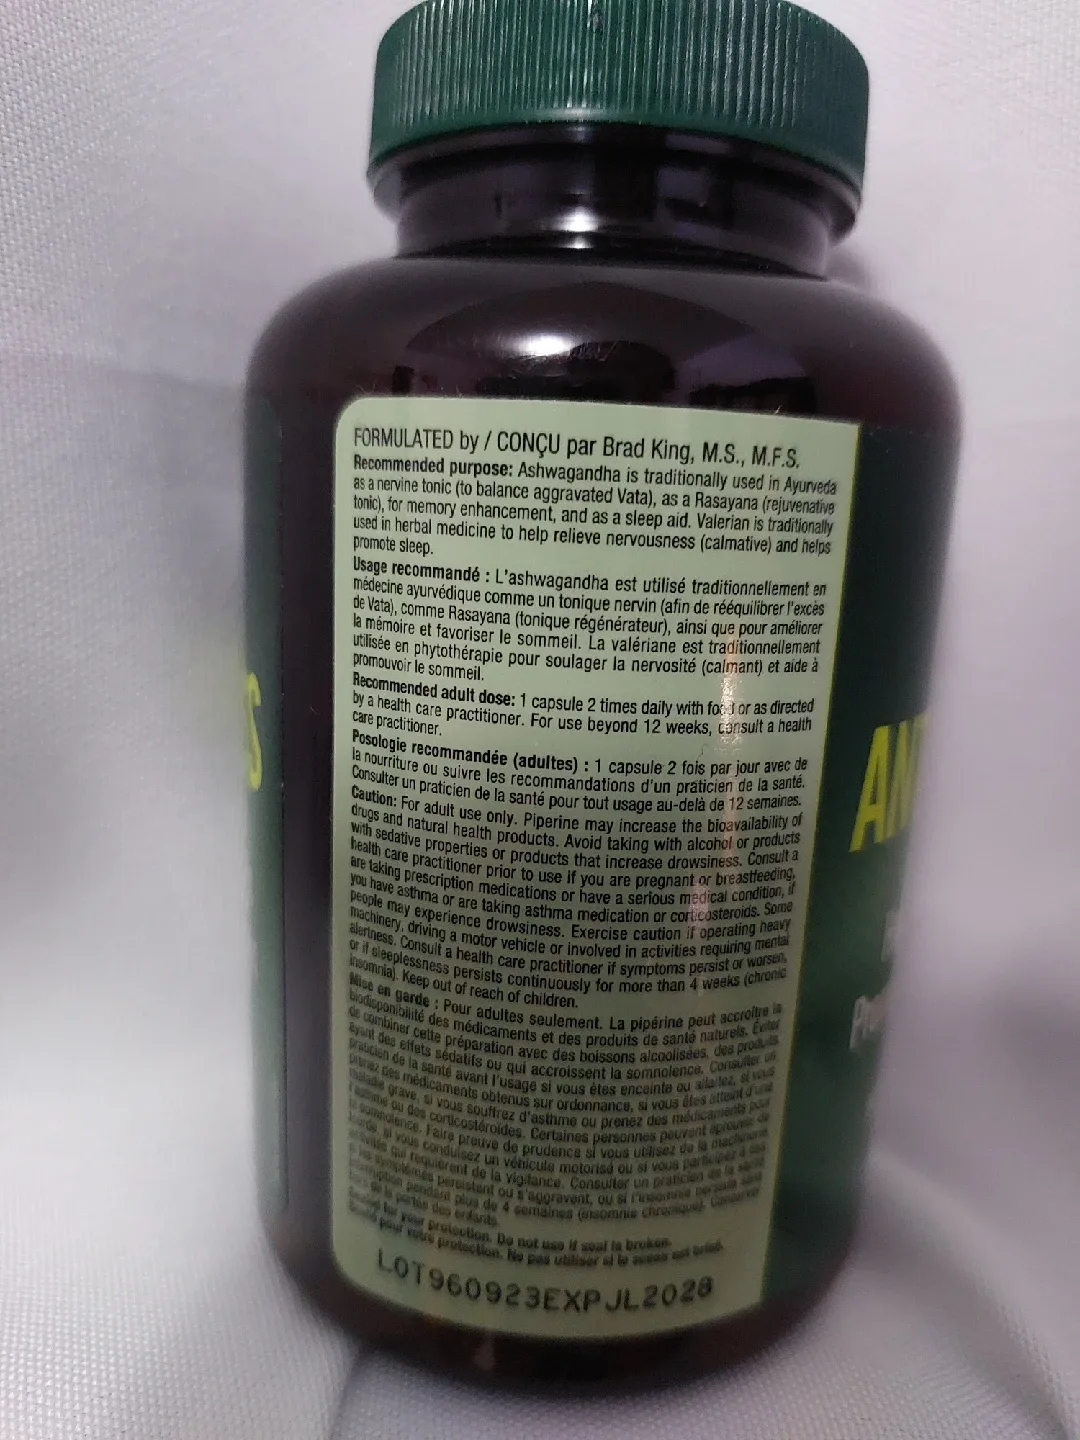 FORMULATED by / CONÇU par Brad King, M.S., M.F.S.
Recommended purpose: Ashwagandha is traditionally used in Ayurveda
as a nervine tonic (to balance aggravated Vata), as a Rasayana (rejuvenative
tonic), for memory enhancement, and as a sleep aid. Valerian is traditionally
used in herbal medicine to help relieve nervousness (calmative) and helps
promote sleep.
Usage recommandé : L'ashwagandha est utilisé traditionnellement en
médecine ayurvédique comme un tonique nervin (afin de rééquilibrer l'excès
de Vata), comme Rasayana (tonique régénérateur), ainsi que pour améliorer
la mémoire et favoriser le sommeil. La valériane est traditionnellement
utilisée en phytothérapie pour soulager la nervosité (calmant) et aide à
promouvoir le sommeil.
Recommended adult dose: 1 capsule 2 times daily with food or as directed
by a health care practitioner. For use beyond 12 weeks, consult a health
care practitioner.
Posologie recommandée (adultes) : 1 capsule 2 fois par jour avec de
la nourriture ou suivre les recommandations d'un praticien de la santé.
Consulter un praticien de la santé pour tout usage au-delà de 12 semaines.
Caution: For adult use only. Piperine may increase the bioavailability of
drugs and natural health products. Avoid taking with alcohol or products
with sedative properties or products that increase drowsiness. Consult a
health care practitioner prior to use if you are pregnant or breastfeeding,
are taking prescription medications or have a serious medical condition, if
you have asthma or are taking asthma medication or corticosteroids. Some
people may experience drowsiness. Exercise caution if operating heavy
machinery, driving a motor vehicle or involved in activities requiring mental
alertness. Consult a health care practitioner if symptoms persist or worsen,
or if sleeplessness persists continuously for more than 4 weeks (chronic
insomnia). Keep out of reach of children.
Mise en garde : Pour adultes seulement. La pipérine peut accroître la
biodisponibilité des médicaments et des produits de santé naturels. Éviter
de combiner cette préparation avec des boissons alcoolisées, des produits
ayant des effets sédatifs ou qui accroissent la somnolence. Consulter un
praticien de la santé avant l'usage si vous êtes enceinte ou allaitez, si vous
prenez des médicaments obtenus sur ordonnance, si vous êtes atteint d'une
maladie grave, si vous souffrez d'asthme ou prenez des médicaments pour
l'asthme ou des corticostéroïdes. Certaines personnes peuvent éprouver de
la somnolence. Faire preuve de prudence si vous utilisez de la machinerie
lourde, si vous conduisez un véhicule motorisé ou si vous participez à des
activités qui requièrent de la vigilance. Consulter un praticien de la santé
si les symptômes persistent ou s'aggravent, ou si l'insomnie persiste sans
interruption pendant plus de 4 semaines (insomnie chronique). Conserver
hors de la portée des enfants.
Sealed for your protection. Do not use if seal is broken.
Scellé pour votre protection. Ne pas utiliser si le sceau est brisé.
LOT960923EXPJL2028
S
AN